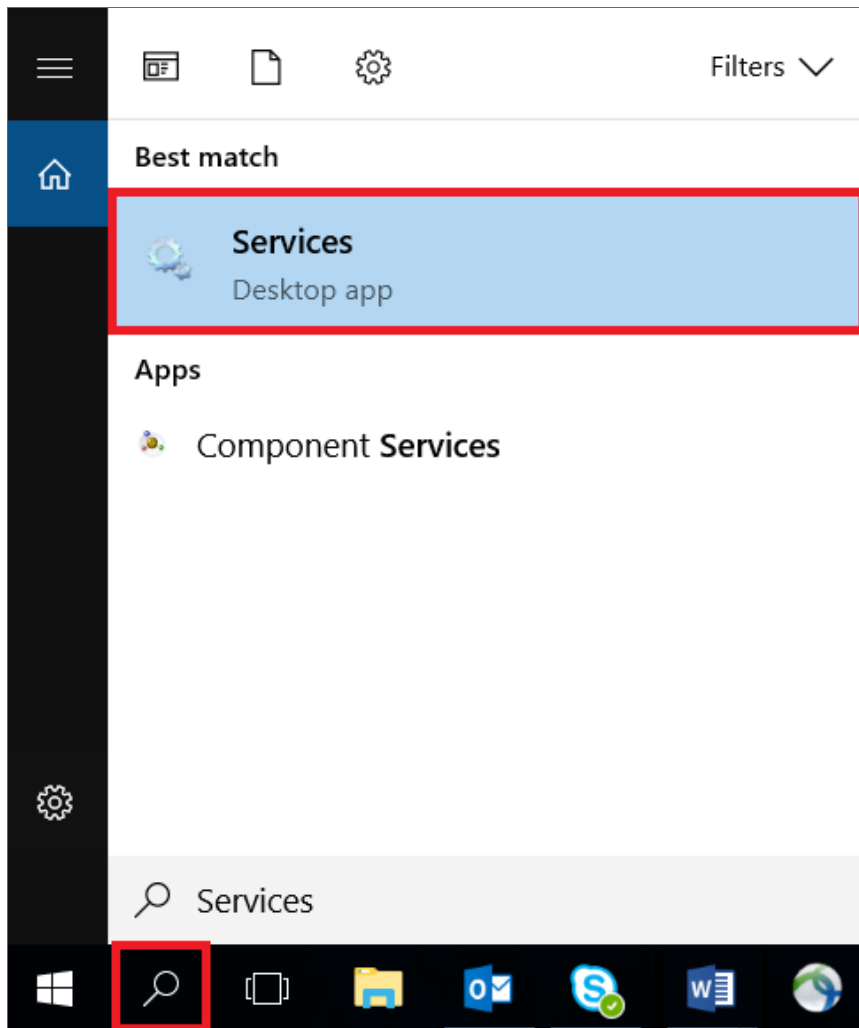 Filters
Best match
Services
Desktop app
Apps
Component Services
Services